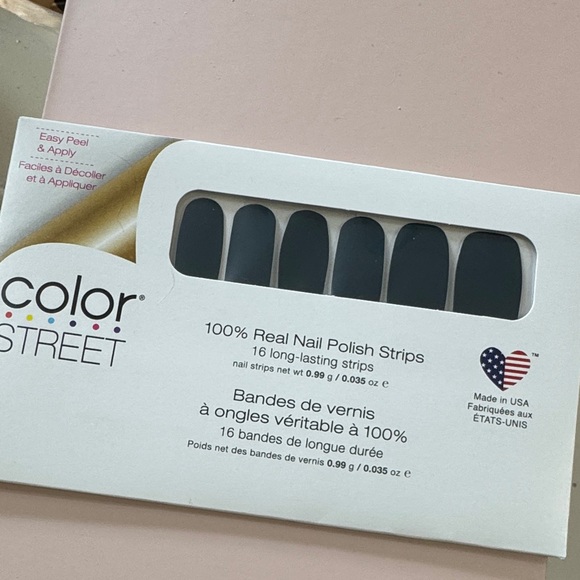 Easy Peel
& Apply
Faciles à Décoller
et à Appliquer
color®
STREET
100% Real Nail Polish Strips
16 long-lasting strips
nail strips net wt 0.99 g / 0.035 oz ℮
Bandes de vernis
à ongles véritable à 100%
16 bandes de longue durée
Poids net des bandes de vernis 0.99 g / 0.035 oz ℮
™
Made in USA
Fabriquées aux
ÉTATS-UNIS